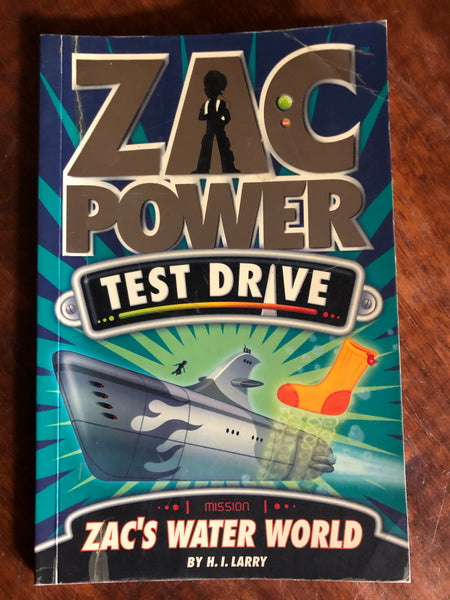 ZAC
POWER
TEST DRIVE
mission
ZAC'S WATER WORLD
BY H. I. LARRY